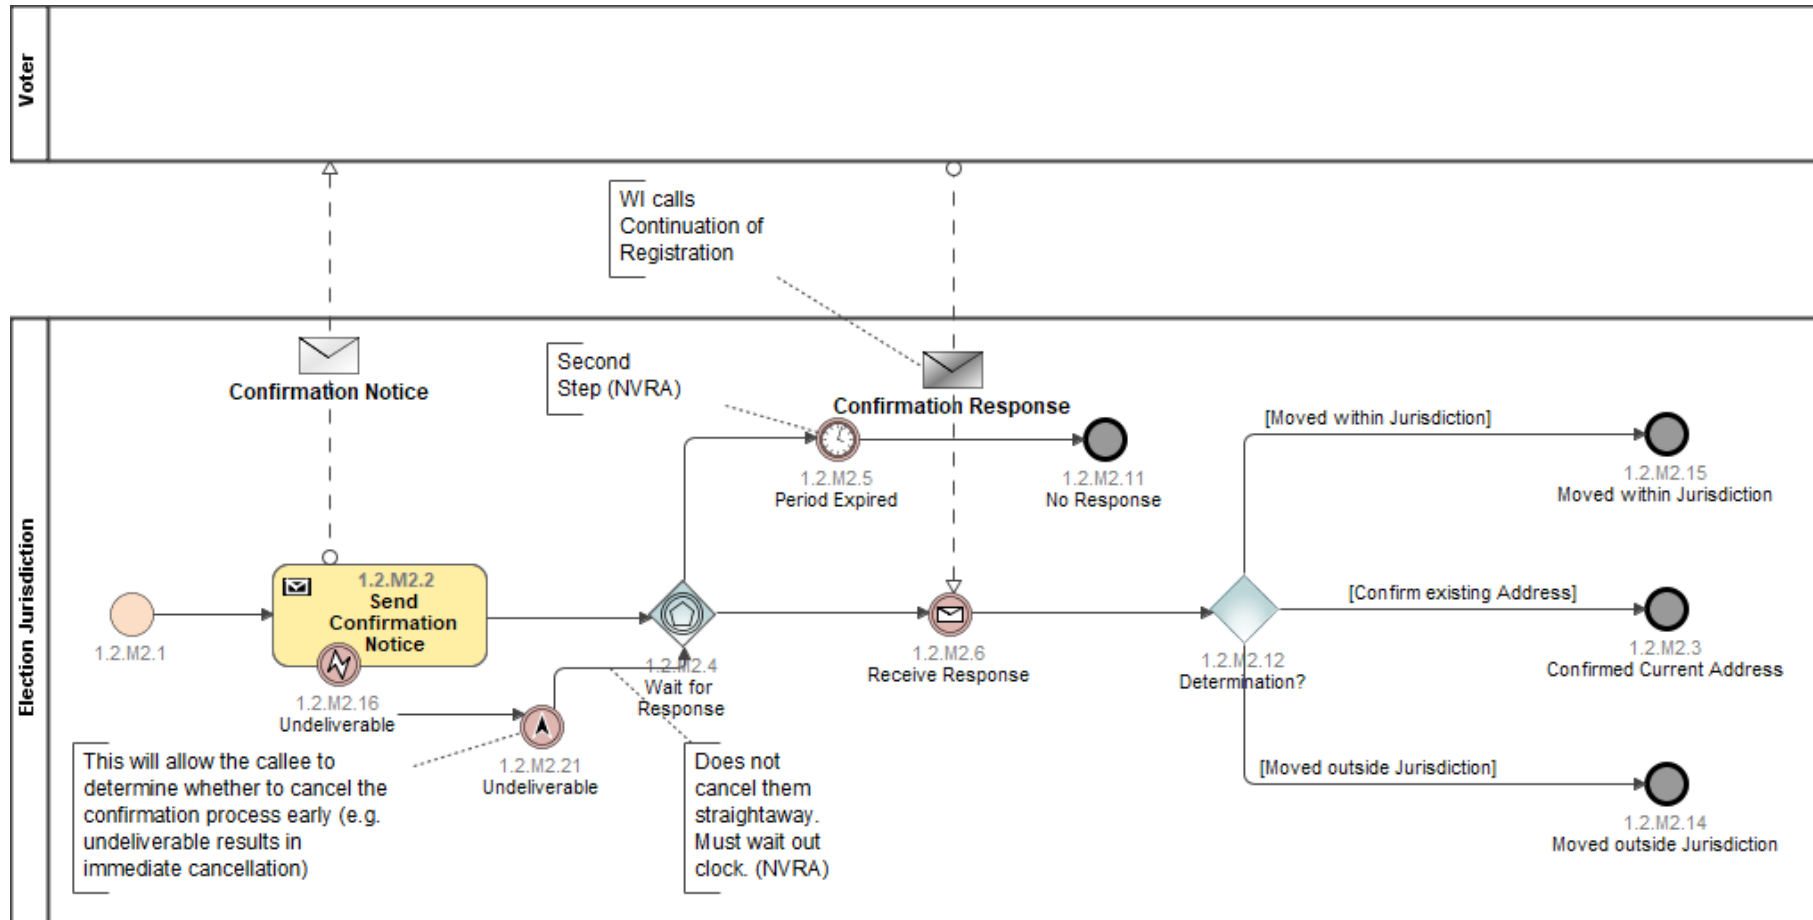 Voter
WI calls
Continuation of
Registration
Election Jurisdiction
Confirmation Notice
Second
Step (NVRA)
Confirmation Response
1.2.M2.5
Period Expired
1.2.M2.11
No Response
[Moved within Jurisdiction]
1.2.M2.15
Moved within Jurisdiction
1.2.M2.1
1.2.M2.2
Send
Confirmation
Notice
1.2.M2.16
Undeliverable
1.2.M2.21
Undeliverable
1.2.M2.4
Wait for
Response
1.2.M2.6
Receive Response
1.2.M2.12
Determination?
[Confirm existing Address]
1.2.M2.3
Confirmed Current Address
[Moved outside Jurisdiction]
1.2.M2.14
Moved outside Jurisdiction
This will allow the callee to
determine whether to cancel the
confirmation process early (e.g.
undeliverable results in
immediate cancellation)
Does not
cancel them
straightaway.
Must wait out
clock. (NVRA)